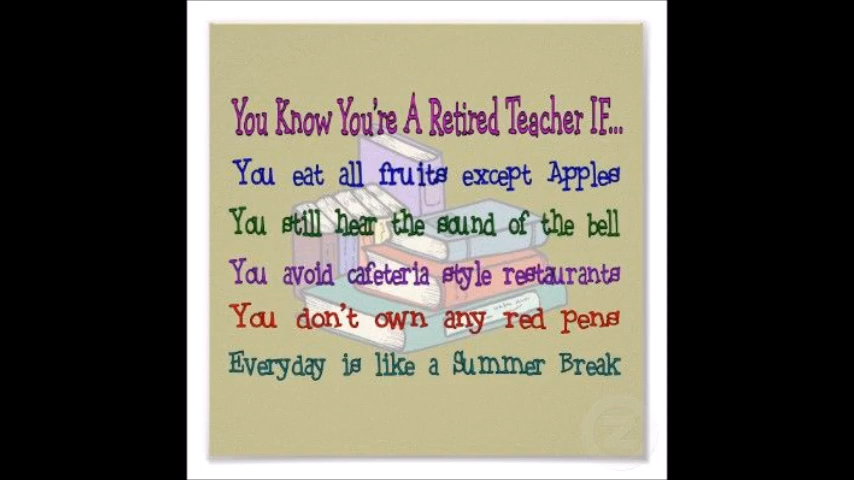 You Know You're A Retired Teacher IF...
You eat all fruits except Apples
You still hear the sound of the bell
You avoid cafeteria style restaurants
You don't own any red pens
Everyday is like a Summer Break